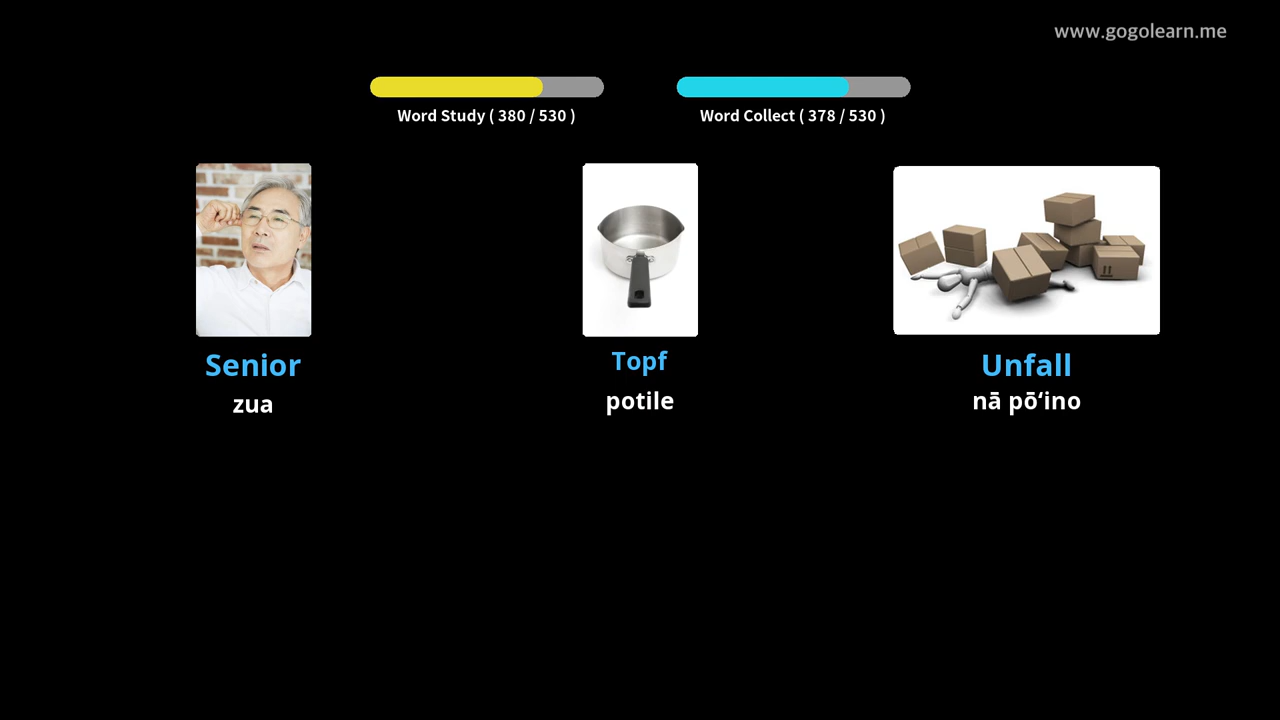 www.gogolearn.me
Word Study ( 380 / 530 )
Word Collect ( 378 / 530 )
Senior
zua
Topf
potile
Unfall
nā pōʻino